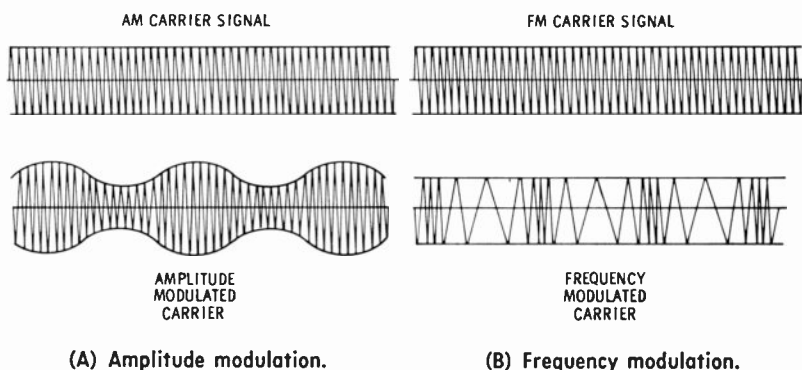 AM CARRIER SIGNAL
FM CARRIER SIGNAL
AMPLITUDE
MODULATED
CARRIER
FREQUENCY
MODULATED
CARRIER
(A) Amplitude modulation.
(B) Frequency modulation.